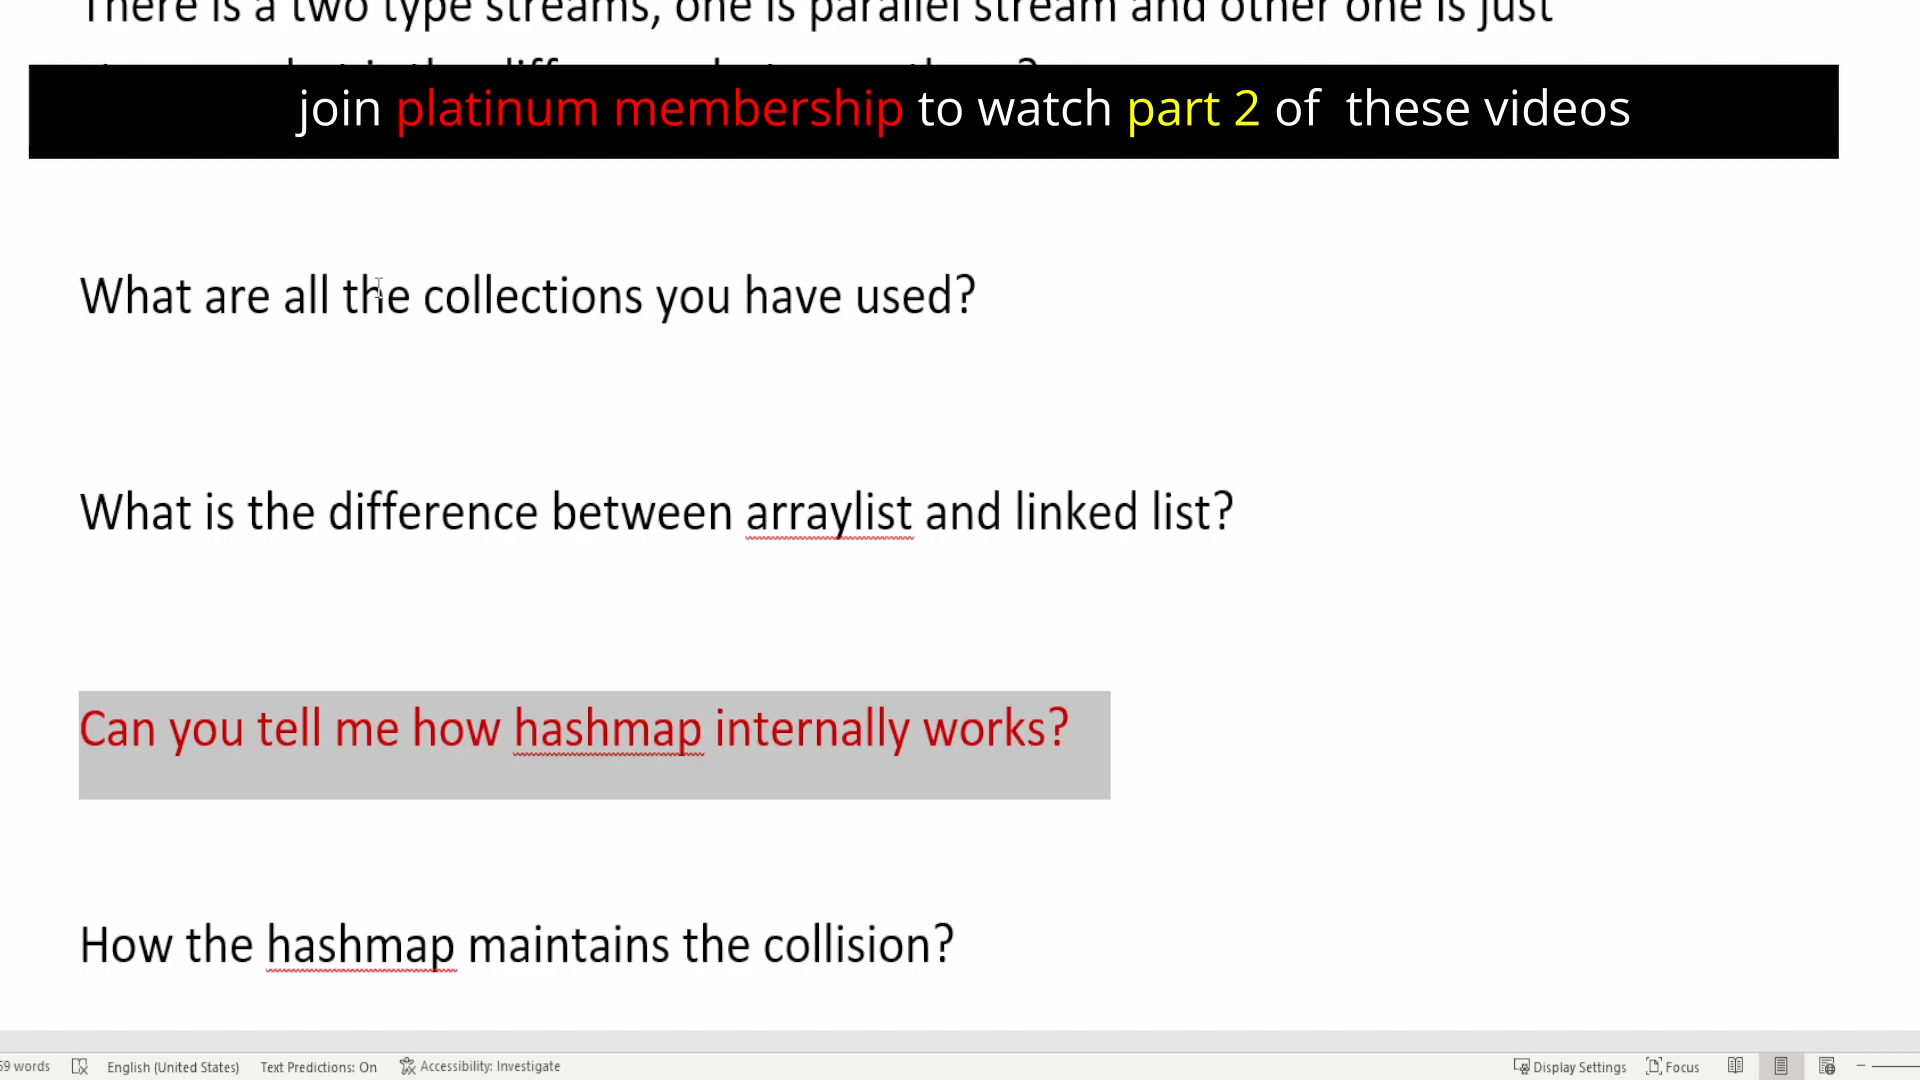 There is a two type streams, one is parallel stream and other one is just
join platinum membership to watch part 2 of these videos
What are all the collections you have used?
What is the difference between arraylist and linked list?
Can you tell me how hashmap internally works?
How the hashmap maintains the collision?
59 words English (United States) Text Predictions: On Accessibility: Investigate Display Settings Focus